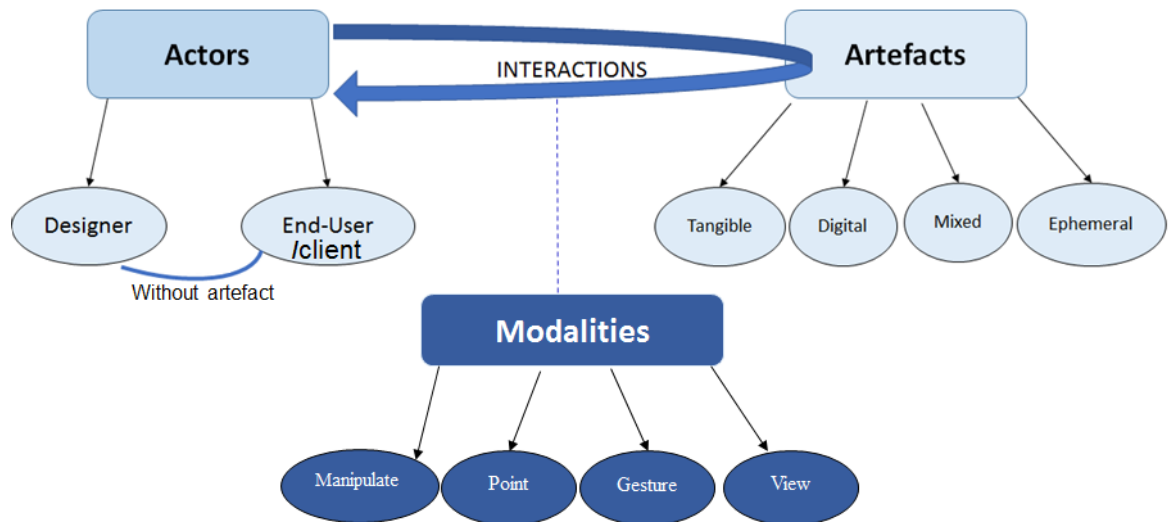 Actors
INTERACTIONS
Artefacts
Designer
End-User
/client
Without artefact
Tangible
Digital
Mixed
Ephemeral
Modalities
Manipulate
Point
Gesture
View